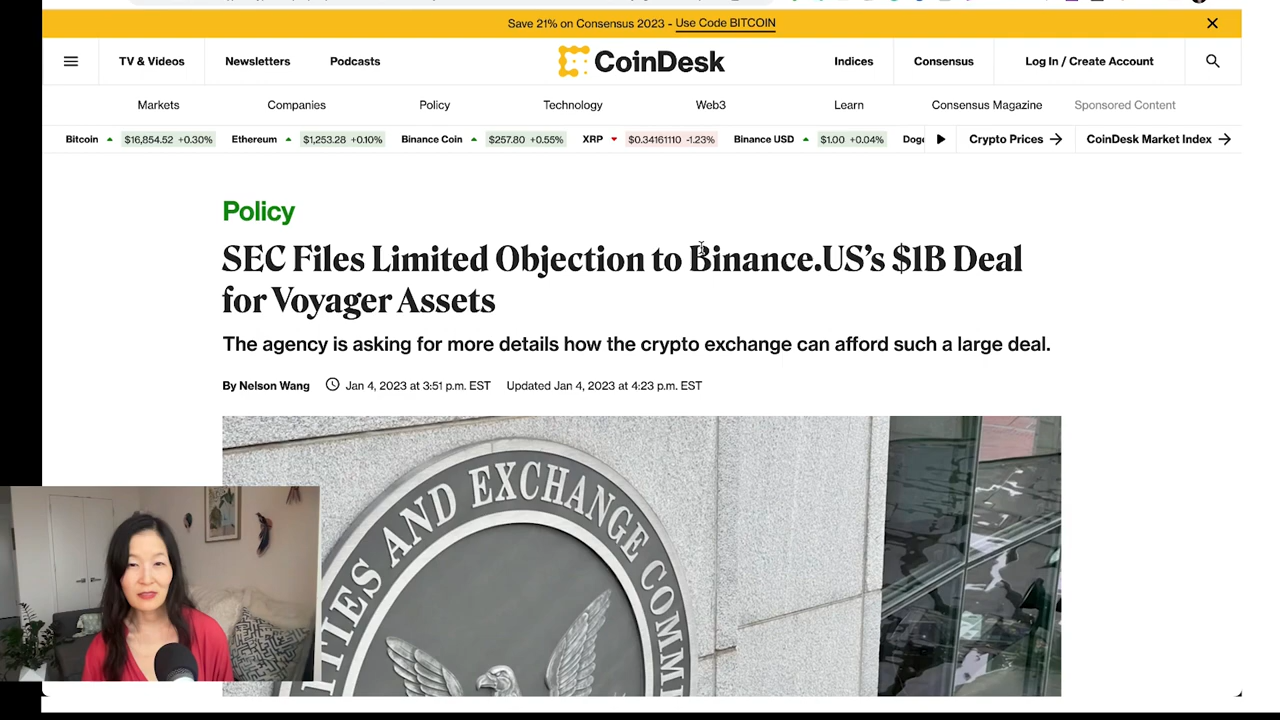 Save 21% on Consensus 2023 - Use Code BITCOIN
TV & Videos Newsletters Podcasts CoinDesk Indices Consensus Log In / Create Account
Markets Companies Policy Technology Web3 Learn Consensus Magazine Sponsored Content
Bitcoin $16,854.52 +0.30% Ethereum $1,253.28 +0.10% Binance Coin $257.80 +0.55% XRP $0.34161110 -1.23% Binance USD $1.00 +0.04% Crypto Prices CoinDesk Market Index
Policy
SEC Files Limited Objection to Binance.US’s $1B Deal
for Voyager Assets
The agency is asking for more details how the crypto exchange can afford such a large deal.
By Nelson Wang Jan 4, 2023 at 3:51 p.m. EST Updated Jan 4, 2023 at 4:23 p.m. EST
AND EXCHANGE